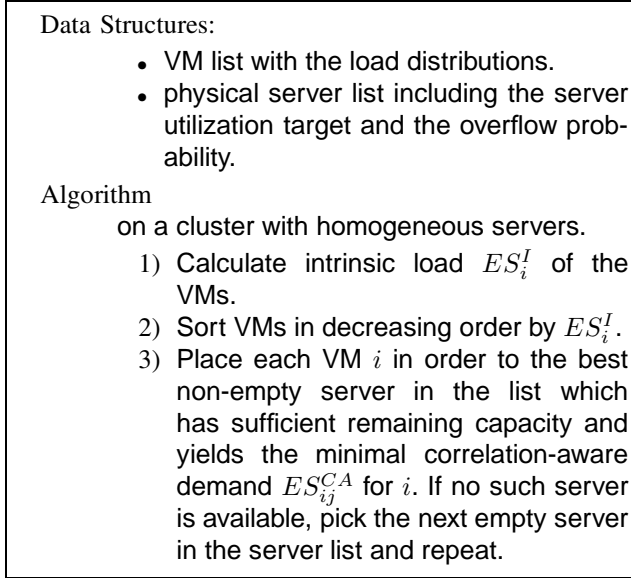 Data Structures:
• VM list with the load distributions.
• physical server list including the server
utilization target and the overflow prob-
ability.
Algorithm
on a cluster with homogeneous servers.
1) Calculate intrinsic load $ES_i^I$ of the
VMs.
2) Sort VMs in decreasing order by $ES_i^I$.
3) Place each VM $i$ in order to the best
non-empty server in the list which
has sufficient remaining capacity and
yields the minimal correlation-aware
demand $ES_{ij}^{CA}$ for $i$. If no such server
is available, pick the next empty server
in the server list and repeat.